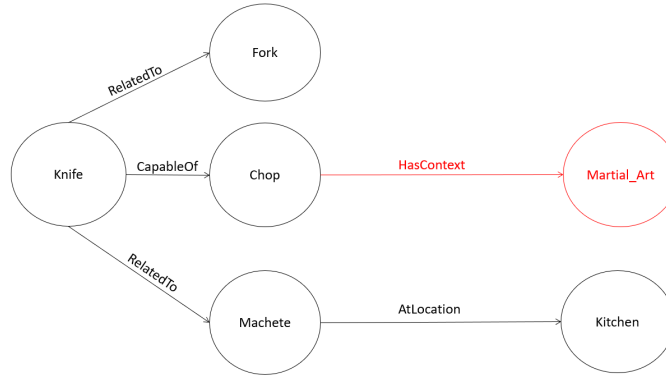 Fork
RelatedTo
Knife
CapableOf
Chop
HasContext
Martial_Art
RelatedTo
Machete
AtLocation
Kitchen